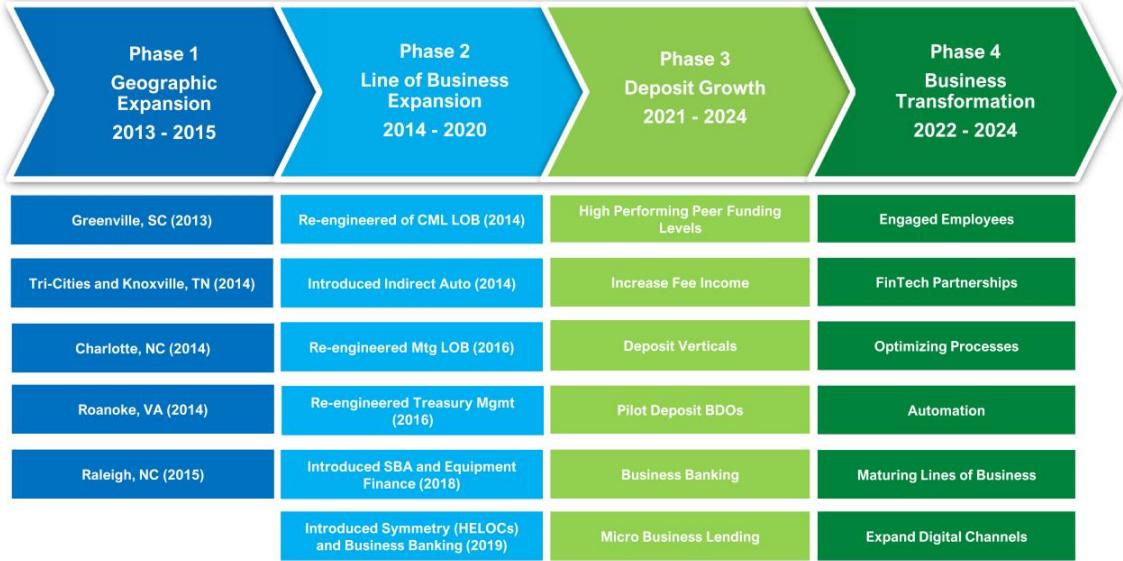 Phase 1
Geographic
Expansion
2013 - 2015
Phase 2
Line of Business
Expansion
2014 - 2020
Phase 3
Deposit Growth
2021 - 2024
Phase 4
Business
Transformation
2022 - 2024
Greenville, SC (2013)
Tri-Cities and Knoxville, TN (2014)
Charlotte, NC (2014)
Roanoke, VA (2014)
Raleigh, NC (2015)
Re-engineered of CML LOB (2014)
Introduced Indirect Auto (2014)
Re-engineered Mtg LOB (2016)
Re-engineered Treasury Mgmt
(2016)
Introduced SBA and Equipment
Finance (2018)
Introduced Symmetry (HELOCs)
and Business Banking (2019)
High Performing Peer Funding
Levels
Increase Fee Income
Deposit Verticals
Pilot Deposit BDOs
Business Banking
Micro Business Lending
Engaged Employees
FinTech Partnerships
Optimizing Processes
Automation
Maturing Lines of Business
Expand Digital Channels